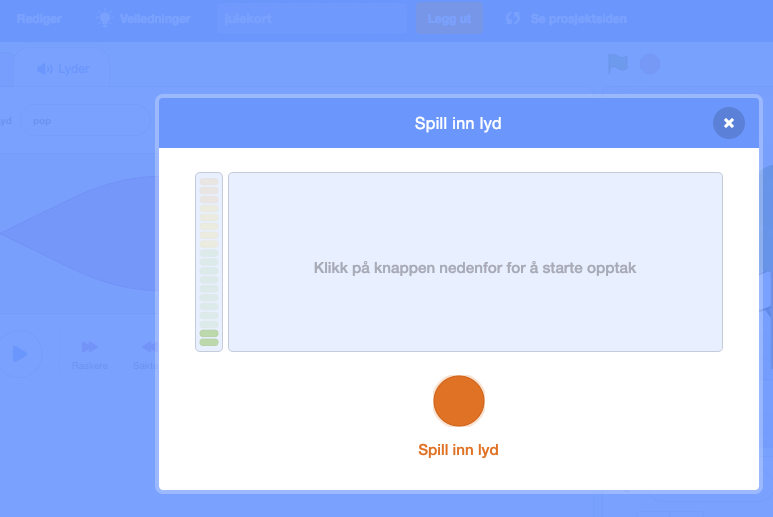 Rediger Veiledninger julekort Legg ut Se prosjektsiden
Lyder
yd pop
Spill inn lyd
Klikk på knappen nedenfor for å starte opptak
Raskere Sakte
Spill inn lyd